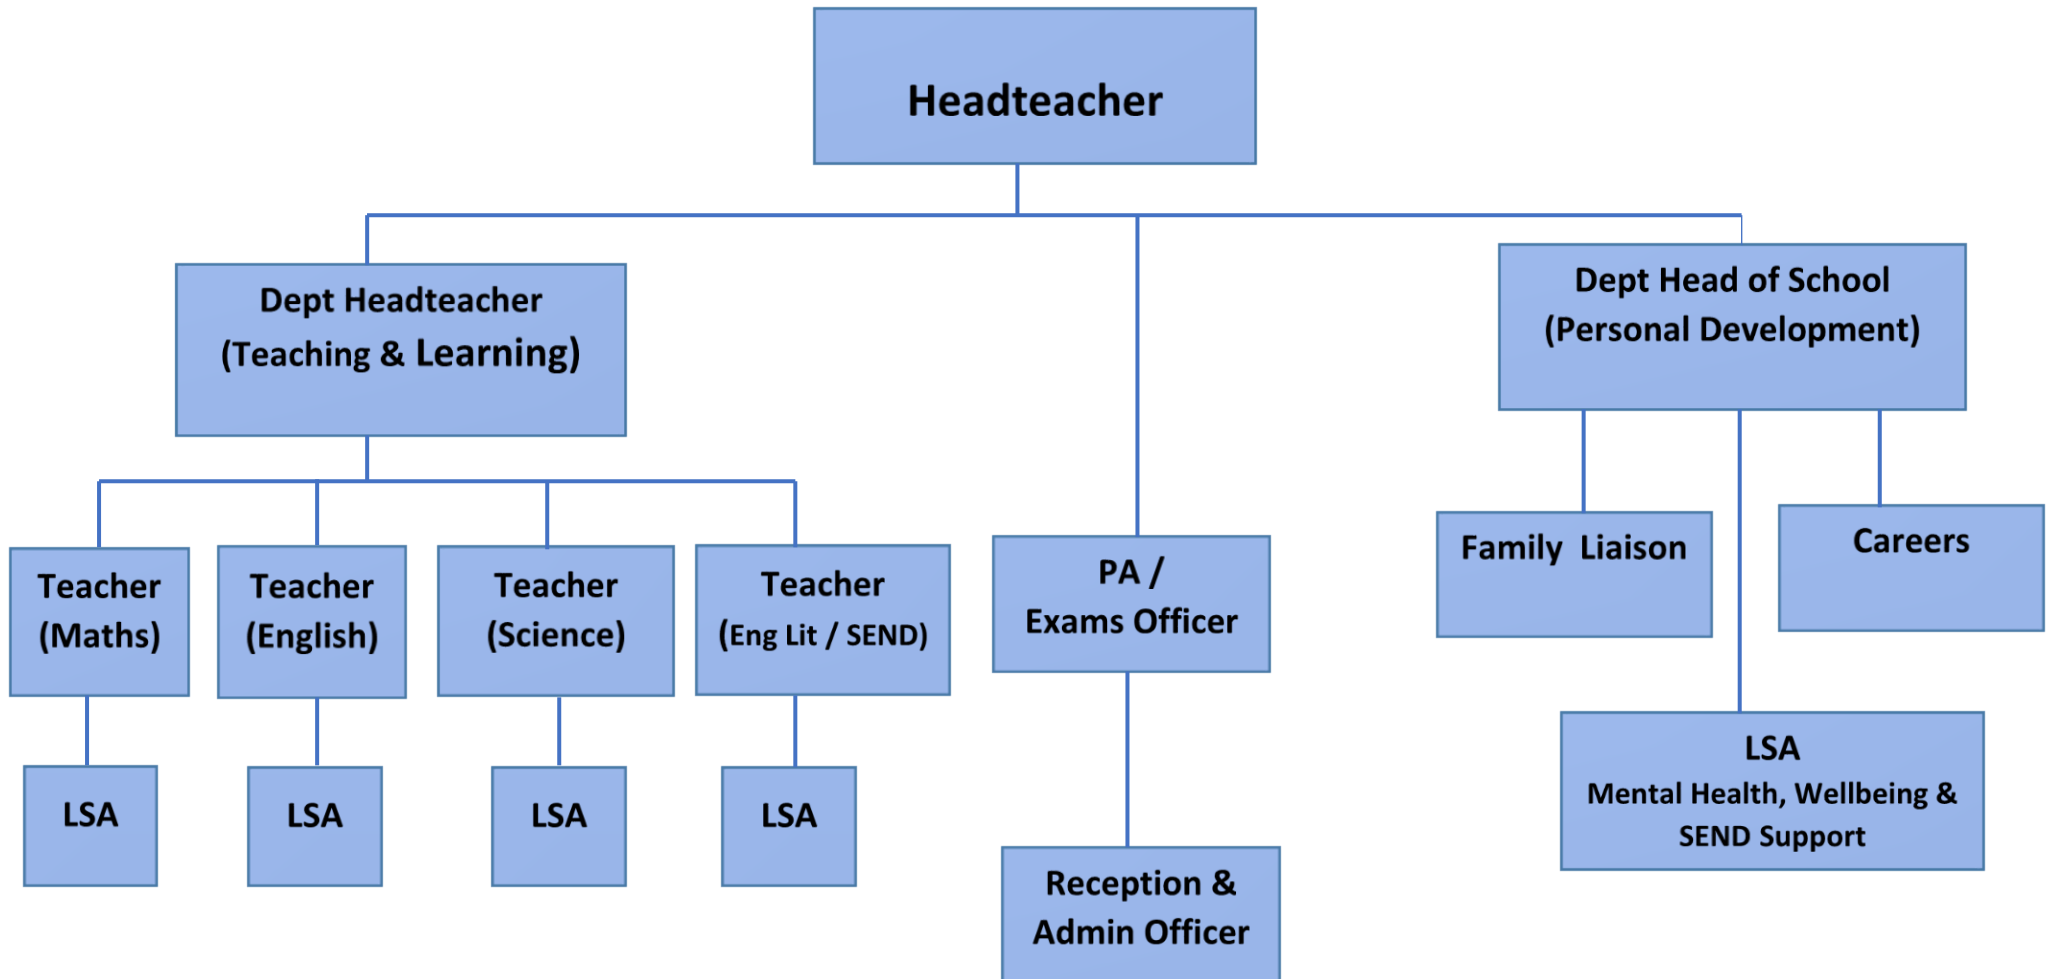 Headteacher
Dept Headteacher
(Teaching & Learning)
Dept Head of School
(Personal Development)
Teacher
(Maths)
Teacher
(English)
Teacher
(Science)
Teacher
(Eng Lit / SEND)
PA /
Exams Officer
Family  Liaison
Careers
LSA
LSA
LSA
LSA
Reception &
Admin Officer
LSA
Mental Health, Wellbeing &
SEND Support